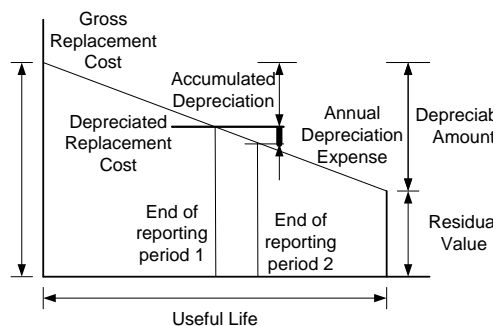 Gross
Replacement
Cost
Accumulated
Depreciation
Depreciated
Replacement
Cost
Annual
Depreciation
Expense
Depreciab
Amount
End of
reporting
period 1
End of
reporting
period 2
Residua
Value
Useful Life